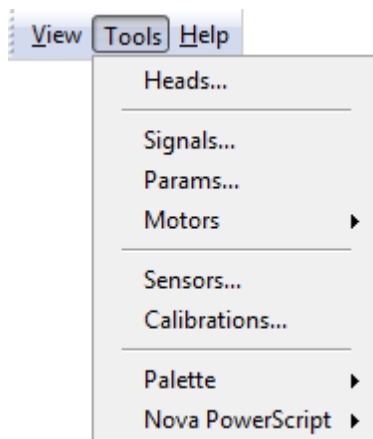 View Tools Help
Heads...
Signals...
Params...
Motors
Sensors...
Calibrations...
Palette
Nova PowerScript